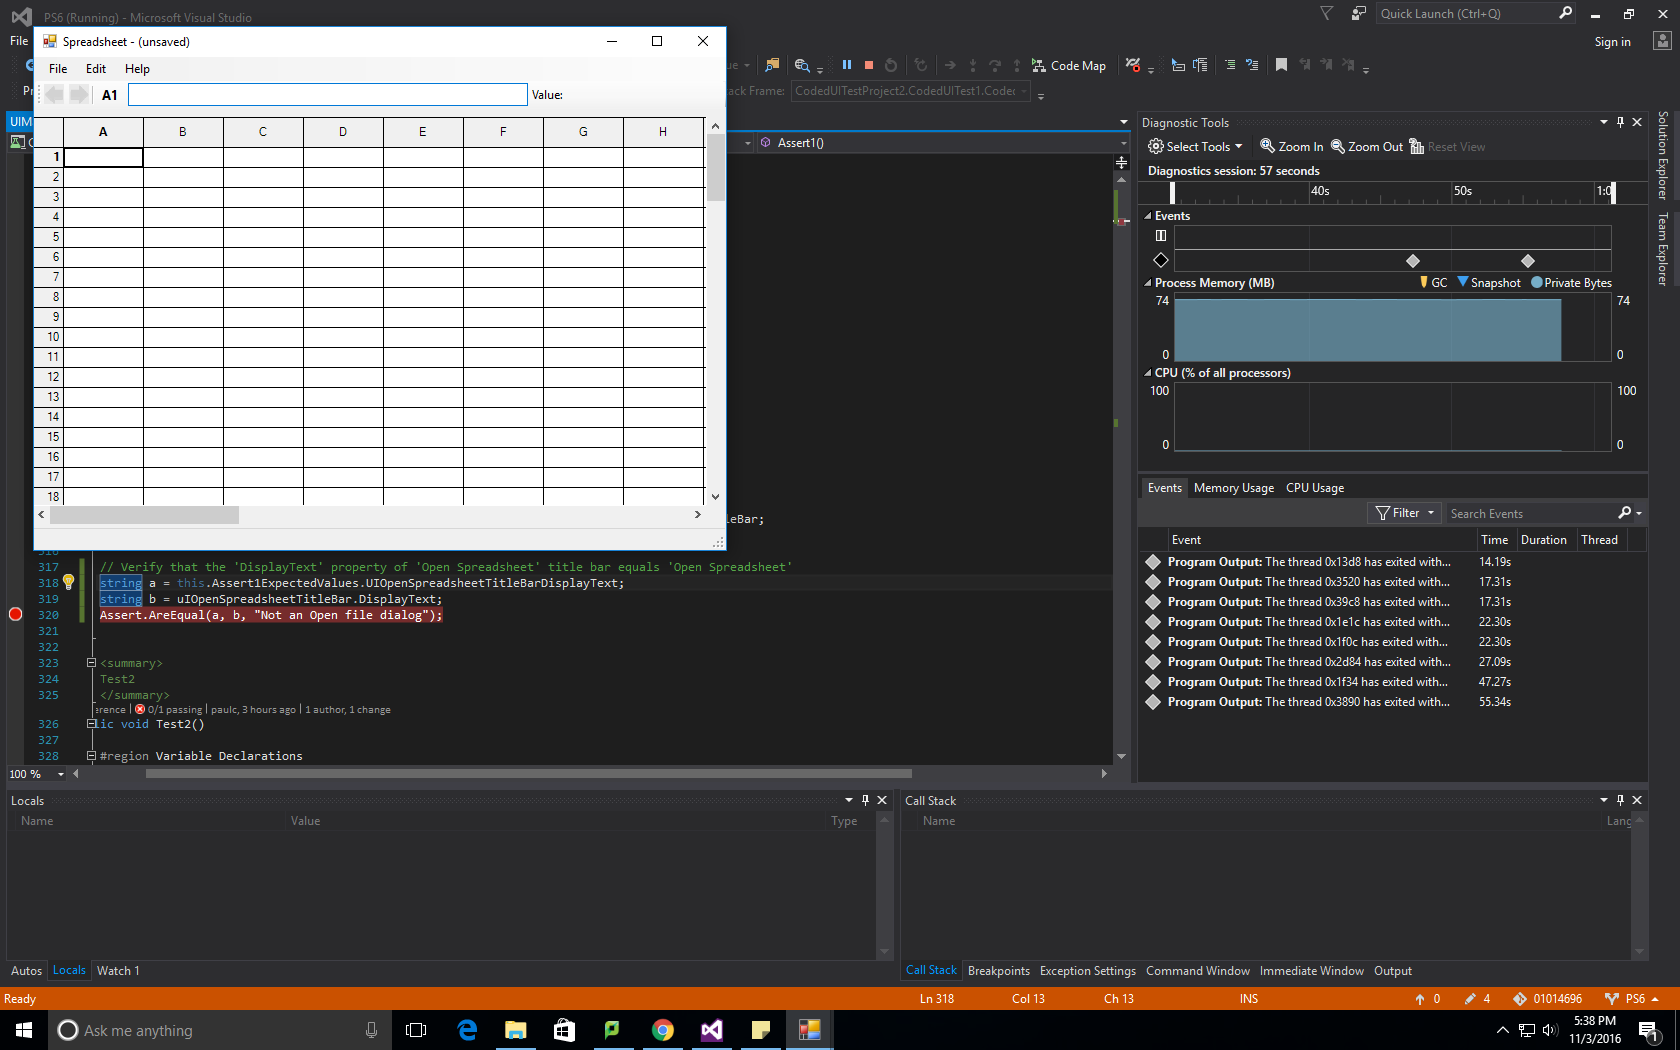 PS6 (Running) - Microsoft Visual Studio
Quick Launch (Ctrl+Q)
File
Sign in
Spreadsheet - (unsaved)
File Edit Help
A1
Value:
Code Map
ack Frame: CodedUITestProject2.CodedUITest1.Codec
UIM
Assert1()
A B C D E F G H
1
2
3
4
5
6
7
8
9
10
11
12
13
14
15
16
17
18
leBar;
316
317 // Verify that the 'DisplayText' property of 'Open Spreadsheet' title bar equals 'Open Spreadsheet'
318 string a = this.Assert1ExpectedValues.UIOpenSpreadsheetTitleBarDisplayText;
319 string b = uIOpenSpreadsheetTitleBar.DisplayText;
320 Assert.AreEqual(a, b, "Not an Open file dialog");
321
322
323 <summary>
324 Test2
325 </summary>
erence | 0/1 passing | paulc, 3 hours ago | 1 author, 1 change
326 lic void Test2()
327
328 #region Variable Declarations
100 %
Diagnostic Tools
Select Tools Zoom In Zoom Out Reset View
Diagnostics session: 57 seconds
40s 50s 1:0
Events
Process Memory (MB) GC Snapshot Private Bytes
74 74
0 0
CPU (% of all processors)
100 100
0 0
Events Memory Usage CPU Usage
Filter Search Events
Event Time Duration Thread
Program Output: The thread 0x13d8 has exited with... 14.19s
Program Output: The thread 0x3520 has exited with... 17.31s
Program Output: The thread 0x39c8 has exited with... 17.31s
Program Output: The thread 0x1e1c has exited with... 22.30s
Program Output: The thread 0x1f0c has exited with... 22.30s
Program Output: The thread 0x2d84 has exited with... 27.09s
Program Output: The thread 0x1f34 has exited with... 47.27s
Program Output: The thread 0x3890 has exited with... 55.34s
Solution Explorer
Team Explorer
Locals
Name Value Type
Autos Locals Watch 1
Call Stack
Name Lang
Call Stack Breakpoints Exception Settings Command Window Immediate Window Output
Ready Ln 318 Col 13 Ch 13 INS 0 4 01014696 PS6
Ask me anything
5:38 PM
11/3/2016
1